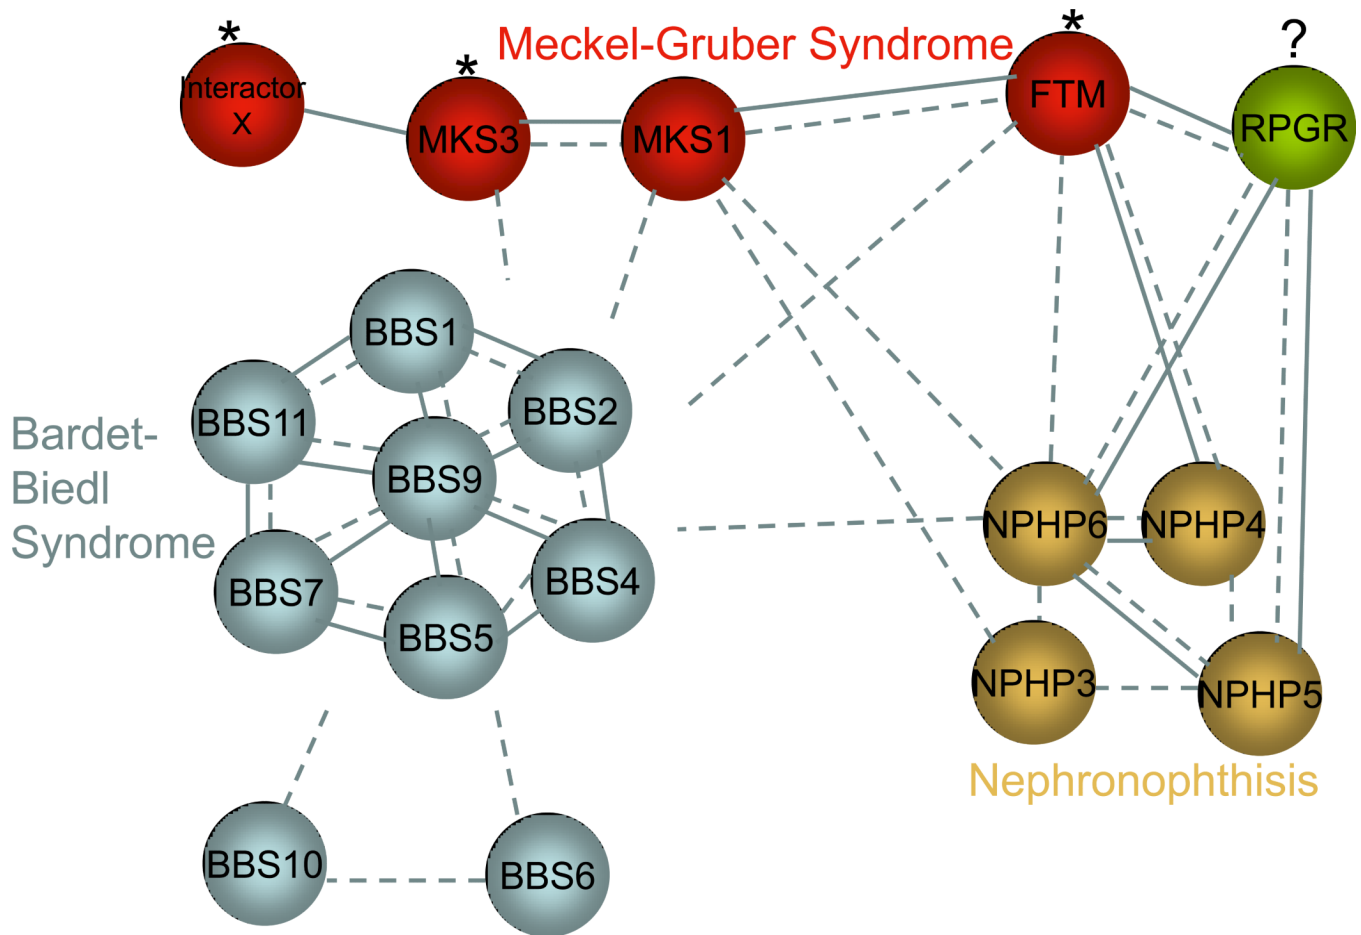 *
*
?
*
Meckel-Gruber Syndrome
Interactor
X
MKS3
MKS1
FTM
RPGR
BBS1
BBS2
BBS11
BBS9
Bardet-
Biedl
Syndrome
NPHP6
NPHP4
BBS7
BBS4
BBS5
NPHP3
NPHP5
Nephronophthisis
BBS10
BBS6